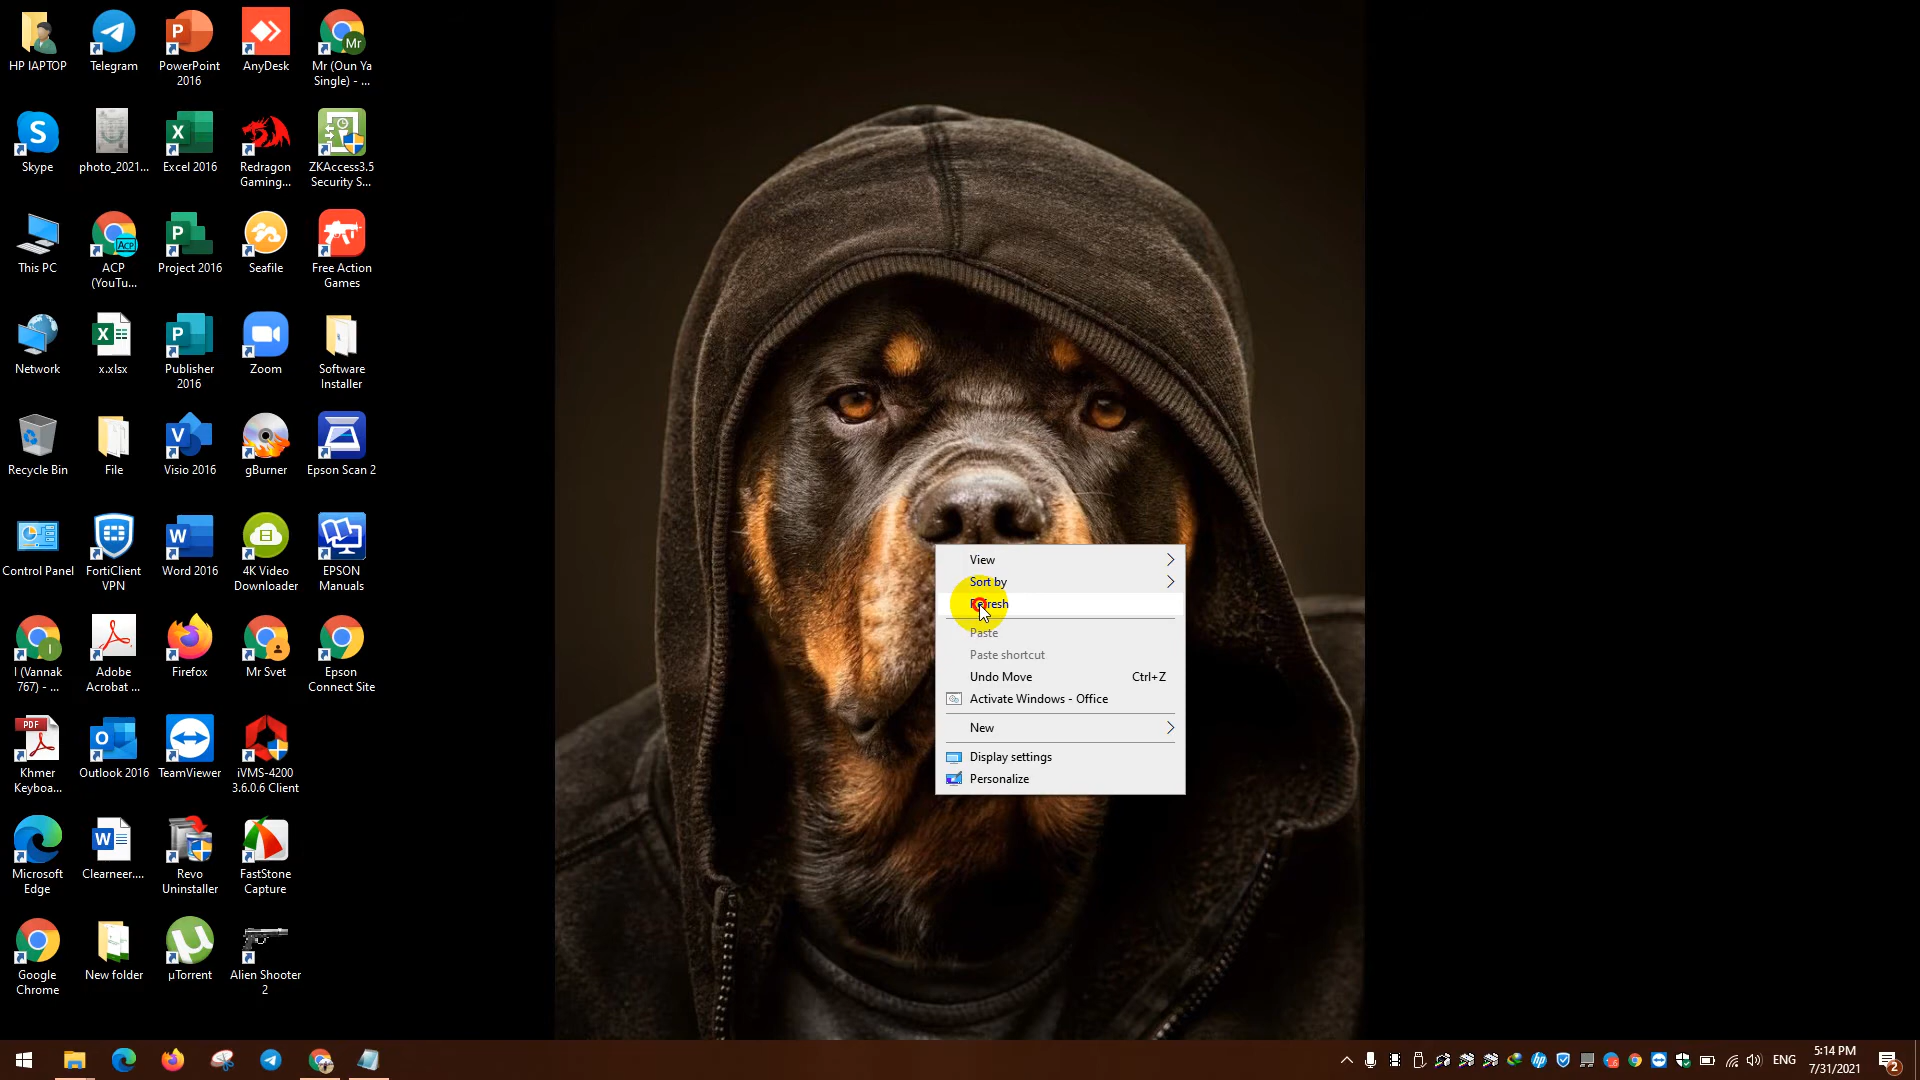 HP lAPTOP
Telegram
PowerPoint
2016
AnyDesk
Mr (Oun Ya
Single) - ...
Mr
Skype
photo_2021...
Excel 2016
Redragon
Gaming...
ZKAccess3.5
Security S...
This PC
ACP
ACP
(YouTu...
Project 2016
Seafile
Free Action
Games
Network
x.xlsx
Publisher
2016
Zoom
Software
Installer
Recycle Bin
File
Visio 2016
gBurner
Epson Scan 2
Control Panel
FortiClient
VPN
Word 2016
4K Video
Downloader
EPSON
Manuals
I (Vannak
767) - ...
Adobe
Acrobat ...
Firefox
Mr Svet
Epson
Connect Site
PDF
Khmer
Keyboa...
Outlook 2016
TeamViewer
iVMS-4200
3.6.0.6 Client
Microsoft
Edge
Clearneer....
Revo
Uninstaller
FastStone
Capture
Google
Chrome
New folder
µTorrent
Alien Shooter
2
View
Sort by
Refresh
Paste
Paste shortcut
Undo Move Ctrl+Z
Activate Windows - Office
New
Display settings
Personalize
ENG
5:14 PM
7/31/2021
2